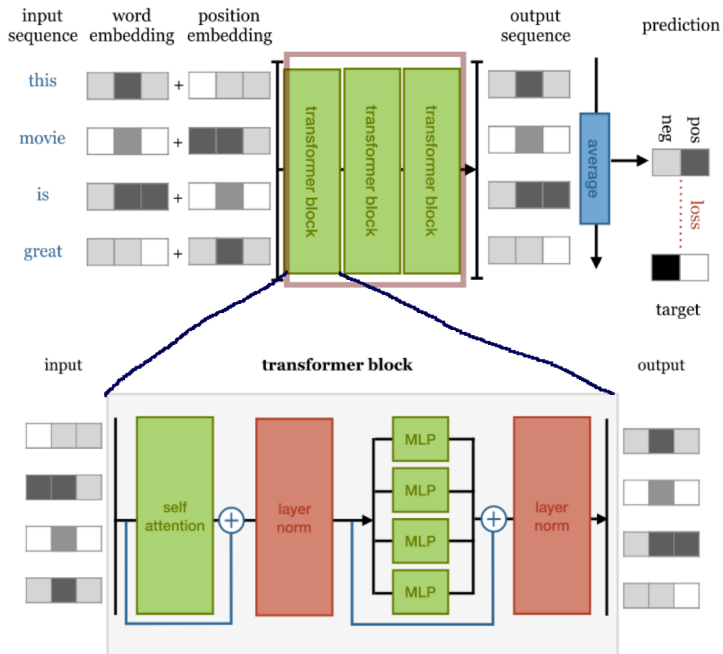 input sequence
word embedding
position embedding
output sequence
prediction
this
+
movie
+
is
+
great
+
transformer block
transformer block
transformer block
average
neg
pos
loss
target
input
transformer block
output
self attention
+
layer norm
MLP
MLP
MLP
MLP
+
layer norm